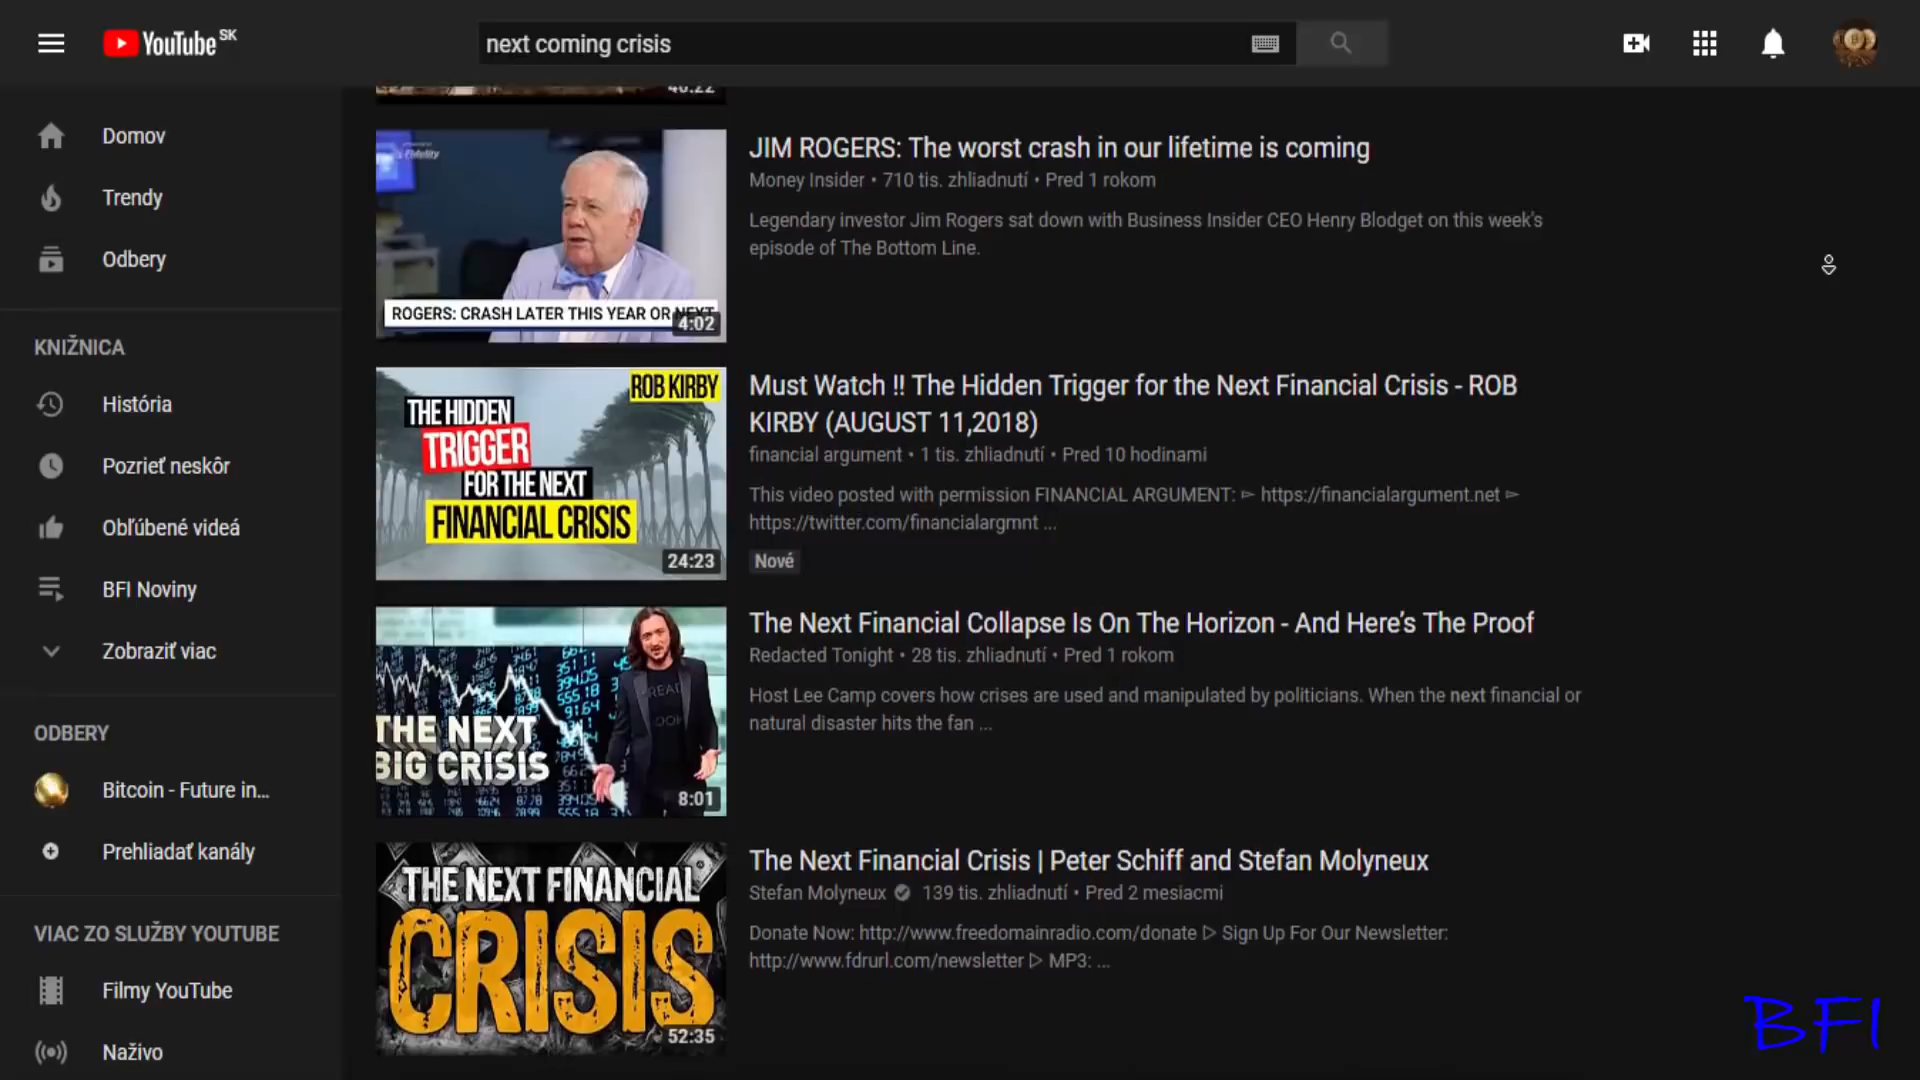 YouTube SK
next coming crisis
Domov
Trendy
Odbery
KNIŽNICA
História
Pozrieť neskôr
Obľúbené videá
BFI Noviny
Zobraziť viac
ODBERY
Bitcoin - Future in...
Prehliadať kanály
VIAC ZO SLUŽBY YOUTUBE
Filmy YouTube
Naživo
40:22
Fidelity
ROGERS: CRASH LATER THIS YEAR OR NEXT
4:02
JIM ROGERS: The worst crash in our lifetime is coming
Money Insider • 710 tis. zhliadnutí • Pred 1 rokom
Legendary investor Jim Rogers sat down with Business Insider CEO Henry Blodget on this week's
episode of The Bottom Line.
ROB KIRBY
THE HIDDEN
TRIGGER
FOR THE NEXT
FINANCIAL CRISIS
24:23
Must Watch !! The Hidden Trigger for the Next Financial Crisis - ROB
KIRBY (AUGUST 11,2018)
financial argument • 1 tis. zhliadnutí • Pred 10 hodinami
This video posted with permission FINANCIAL ARGUMENT: ► https://financialargument.net ►
https://twitter.com/financialargmnt ...
Nové
THE NEXT
BIG CRISIS
8:01
The Next Financial Collapse Is On The Horizon - And Here’s The Proof
Redacted Tonight • 28 tis. zhliadnutí • Pred 1 rokom
Host Lee Camp covers how crises are used and manipulated by politicians. When the next financial or
natural disaster hits the fan ...
THE NEXT FINANCIAL
CRISIS
52:35
The Next Financial Crisis | Peter Schiff and Stefan Molyneux
Stefan Molyneux 139 tis. zhliadnutí • Pred 2 mesiacmi
Donate Now: http://www.freedomainradio.com/donate ▷ Sign Up For Our Newsletter:
http://www.fdrurl.com/newsletter ▷ MP3: ...
BFI